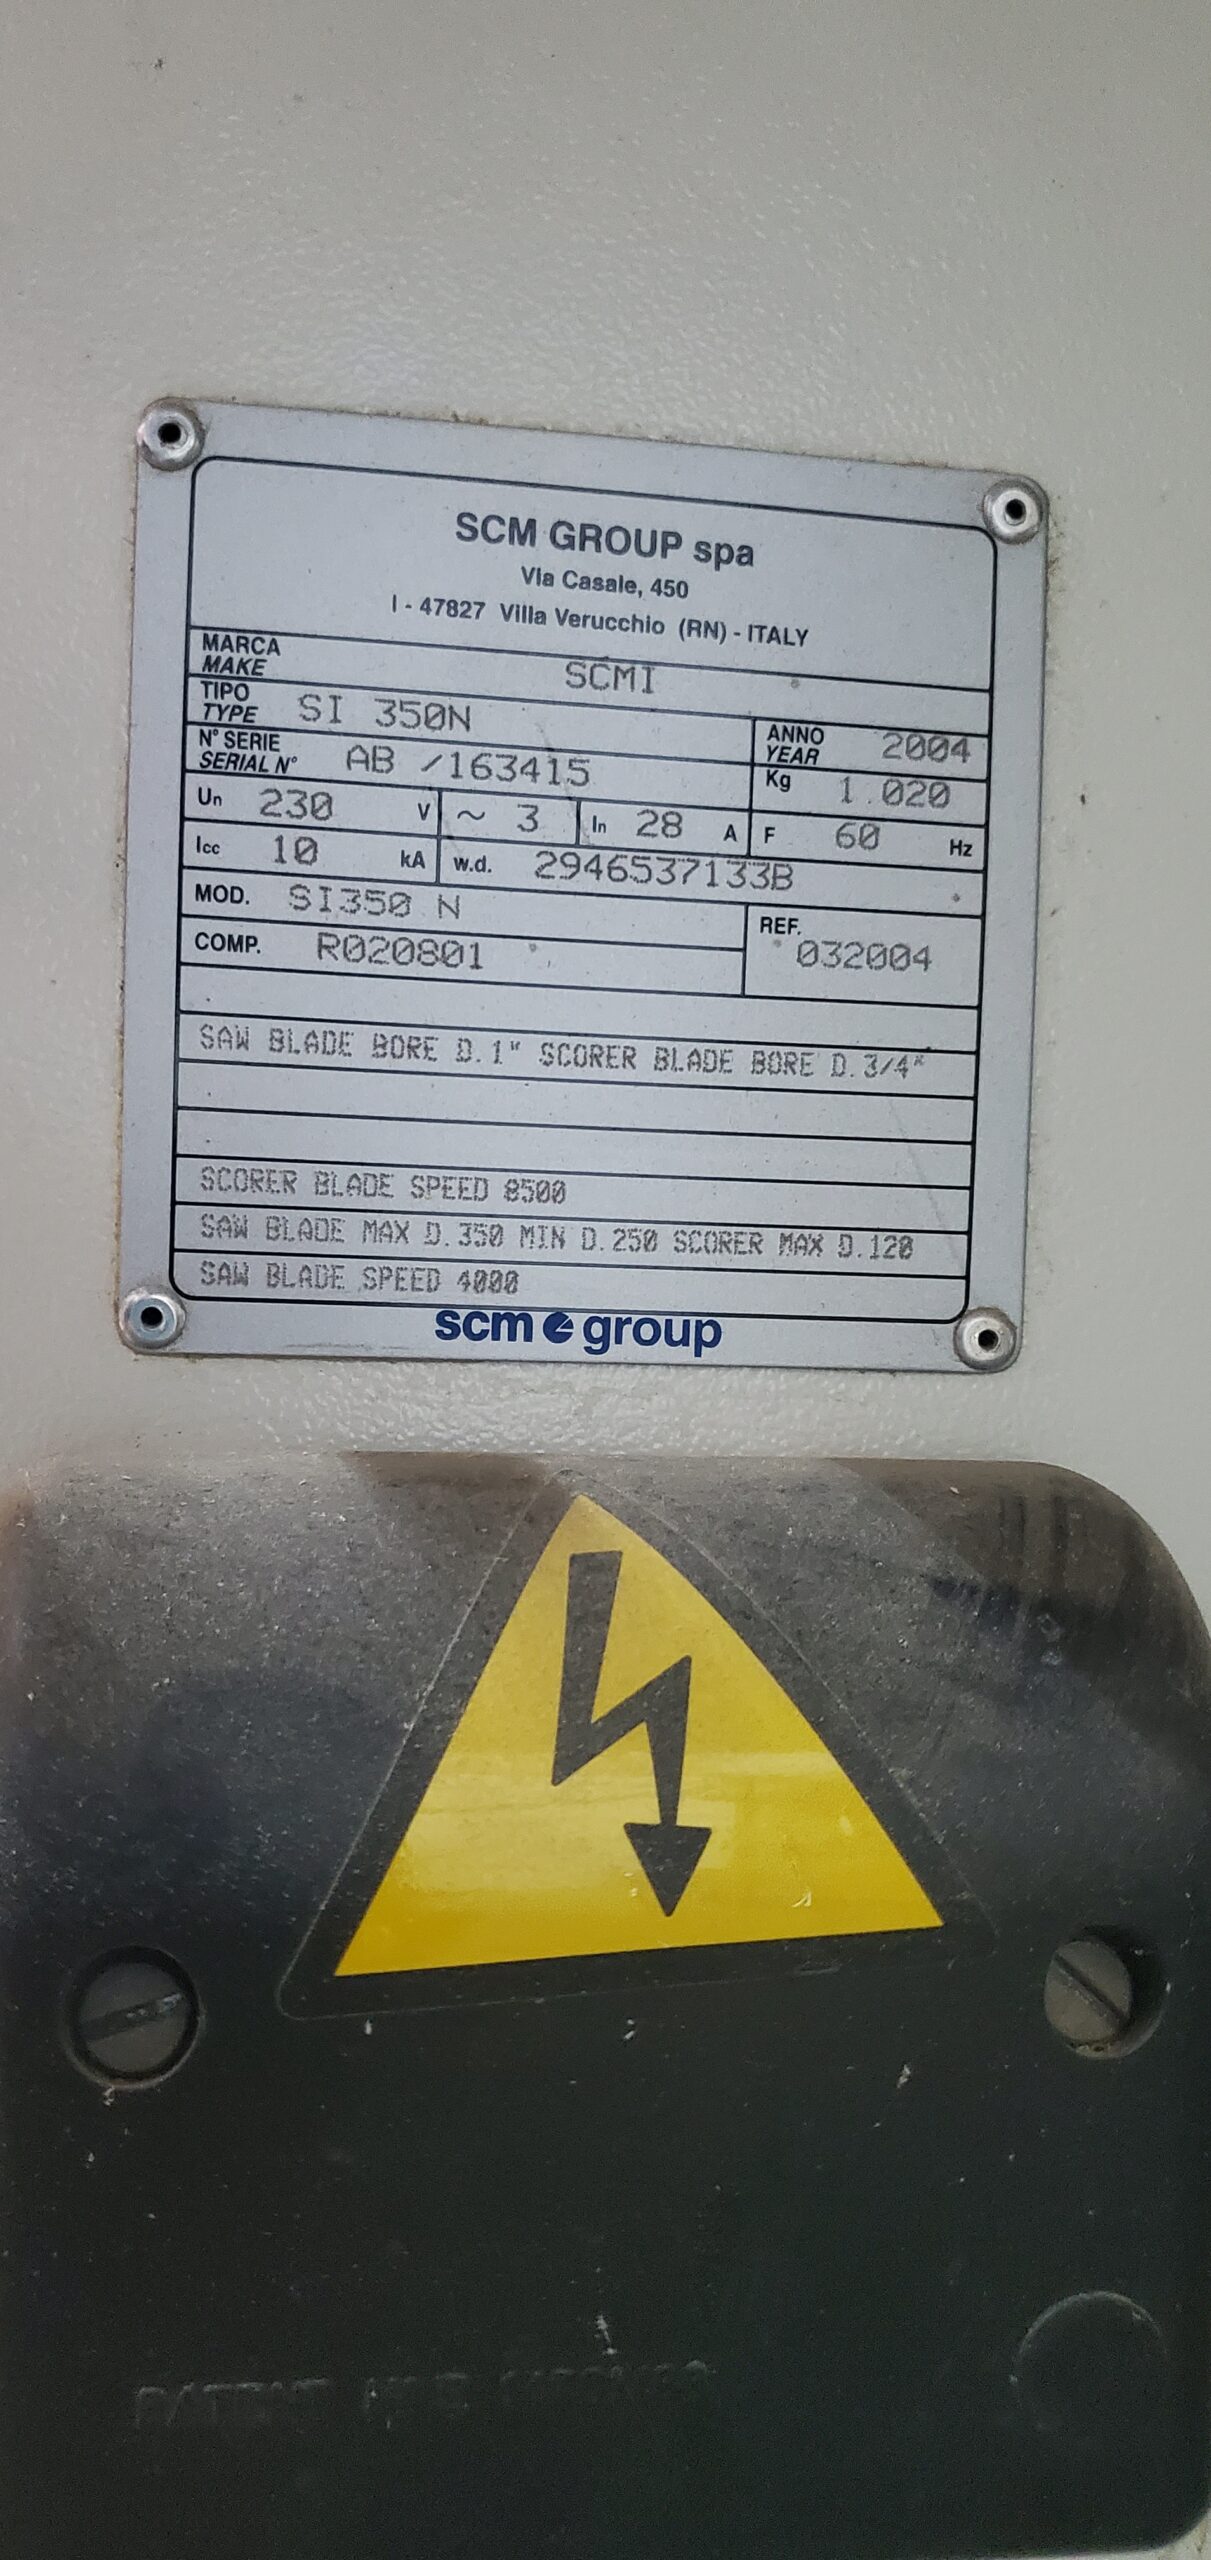 SCM GROUP spa
Via Casale, 450
I - 47827 Villa Verucchio (RN) - ITALY
MARCA
MAKE
SCMI
TIPO
TYPE
SI 350N
ANNO
YEAR
2004
N° SERIE
SERIAL N°
AB /163415
Kg 1.020
Un 230 V ~ 3 In 28 A F 60 Hz
Icc 10 kA w.d. 2946537133B
MOD. SI350 N
REF.
032004
COMP. R020801
SAW BLADE BORE D.1" SCORER BLADE BORE D.3/4"
SCORER BLADE SPEED 8500
SAW BLADE MAX D.350 MIN D.250 SCORER MAX D.120
SAW BLADE SPEED 4000
scm group
PATENT